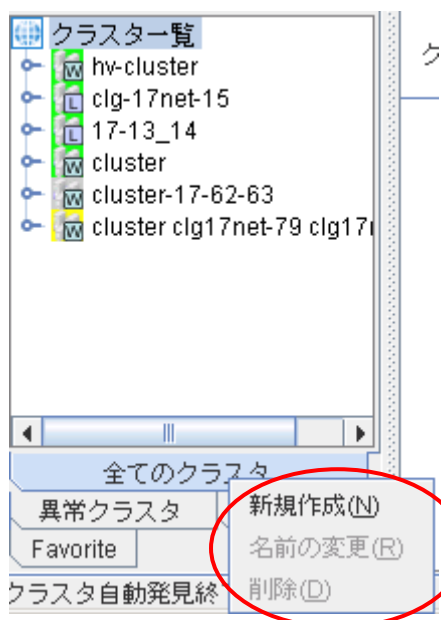 クラスタ一覧
ク
hv-cluster
clg-17net-15
17-13_14
cluster
cluster-17-62-63
cluster clg17net-79 clg17
全てのクラスタ
異常クラスタ
新規作成(N)
Favorite
名前の変更(R)
クラスタ自動発見終
削除(D)